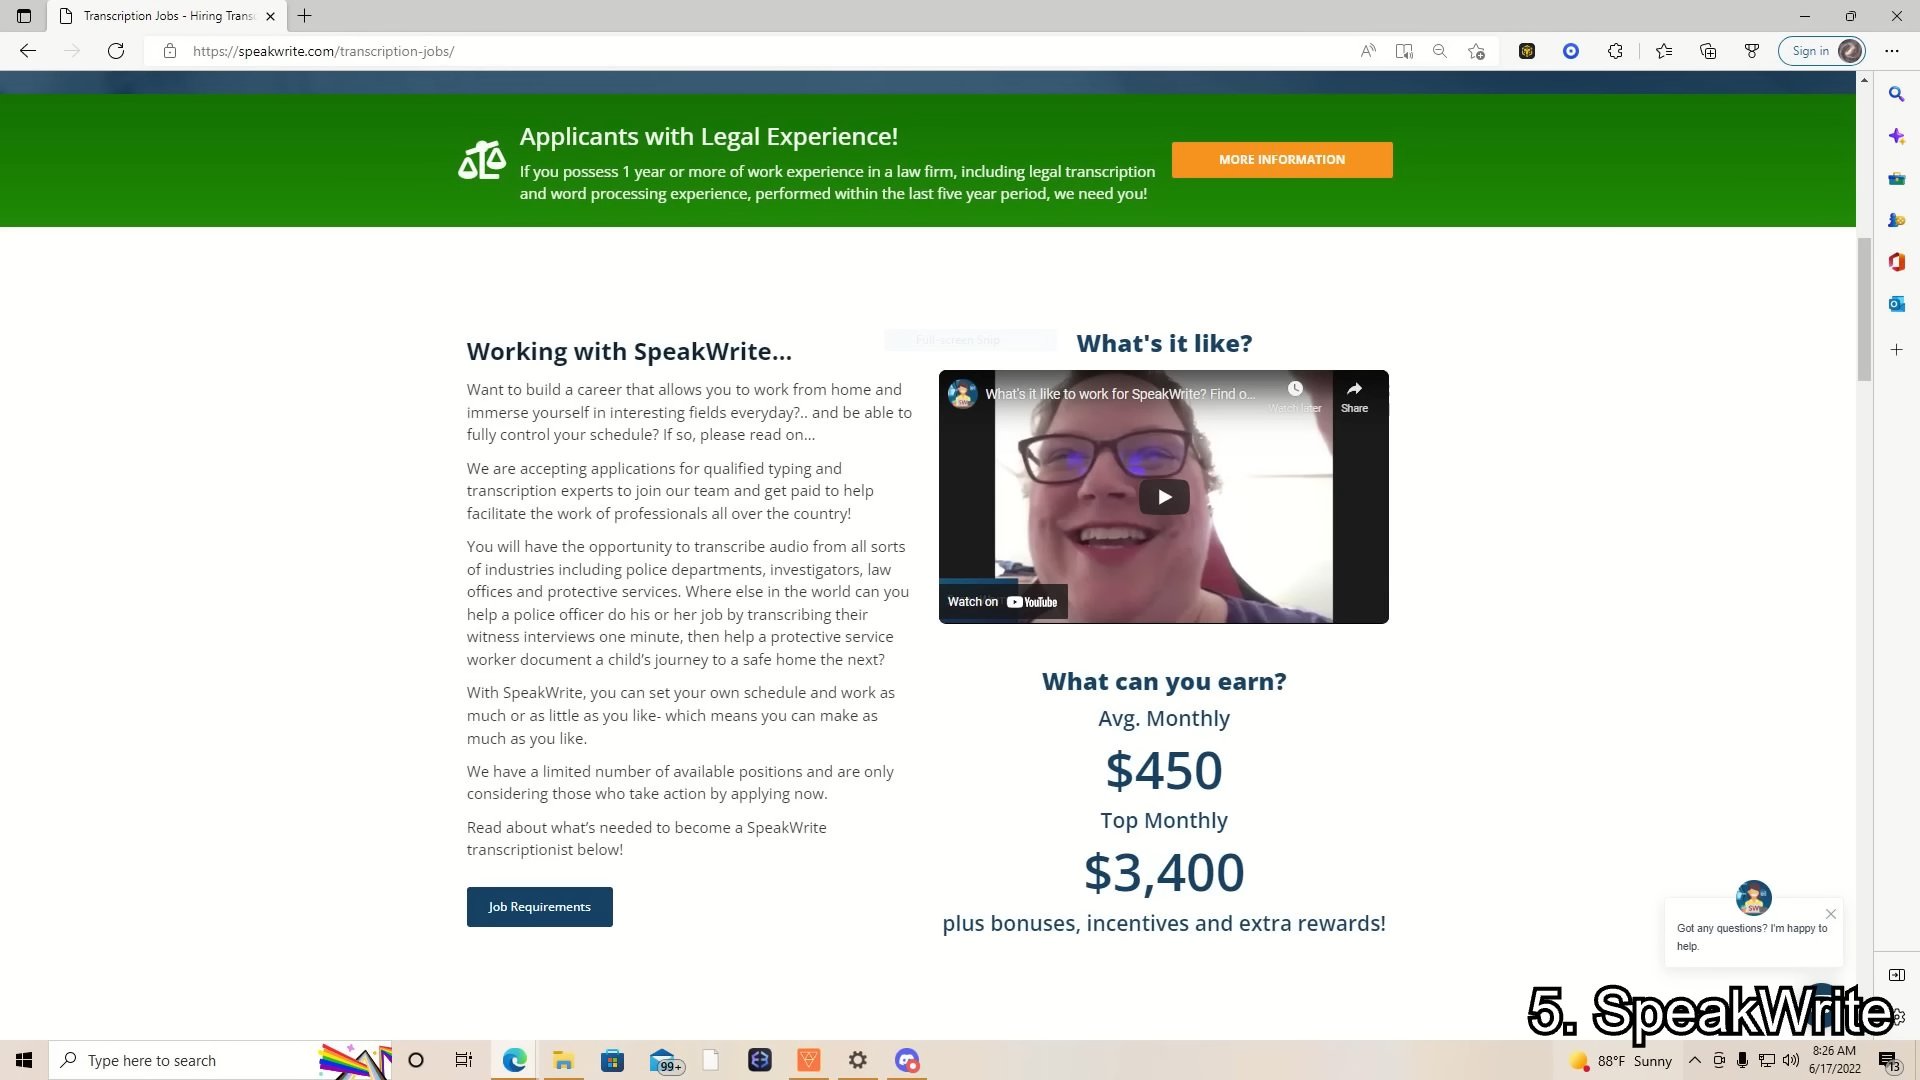 Transcription Jobs - Hiring Trans
https://speakwrite.com/transcription-jobs/
Sign in
Applicants with Legal Experience!
If you possess 1 year or more of work experience in a law firm, including legal transcription
and word processing experience, performed within the last five year period, we need you!
MORE INFORMATION
Working with SpeakWrite...
Want to build a career that allows you to work from home and
immerse yourself in interesting fields everyday?.. and be able to
fully control your schedule? If so, please read on...
We are accepting applications for qualified typing and
transcription experts to join our team and get paid to help
facilitate the work of professionals all over the country!
You will have the opportunity to transcribe audio from all sorts
of industries including police departments, investigators, law
offices and protective services. Where else in the world can you
help a police officer do his or her job by transcribing their
witness interviews one minute, then help a protective service
worker document a child's journey to a safe home the next?
With SpeakWrite, you can set your own schedule and work as
much or as little as you like- which means you can make as
much as you like.
We have a limited number of available positions and are only
considering those who take action by applying now.
Read about what's needed to become a SpeakWrite
transcriptionist below!
Job Requirements
Full-screen Snip
What's it like?
What's it like to work for SpeakWrite? Find o...
Watch later
Share
Watch on YouTube
What can you earn?
Avg. Monthly
$450
Top Monthly
$3,400
plus bonuses, incentives and extra rewards!
SW
Got any questions? I'm happy to
help.
5. SpeakWrite
Type here to search
99+
88°F Sunny
8:26 AM
6/17/2022
13